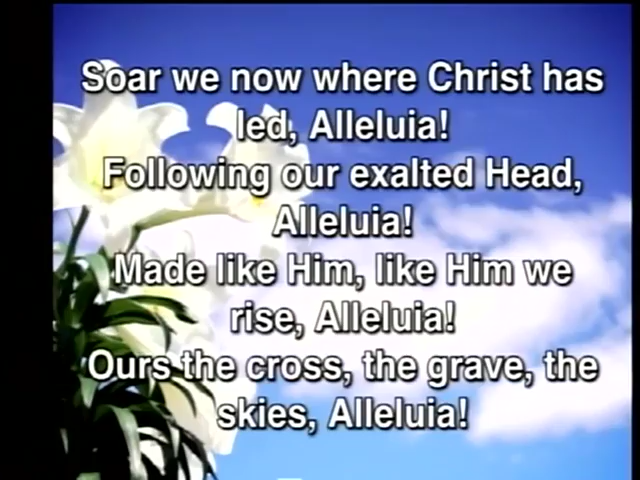 Soar we now where Christ has
led, Alleluia!
Following our exalted Head,
Alleluia!
Made like Him, like Him we
rise, Alleluia!
Ours the cross, the grave, the
skies, Alleluia!